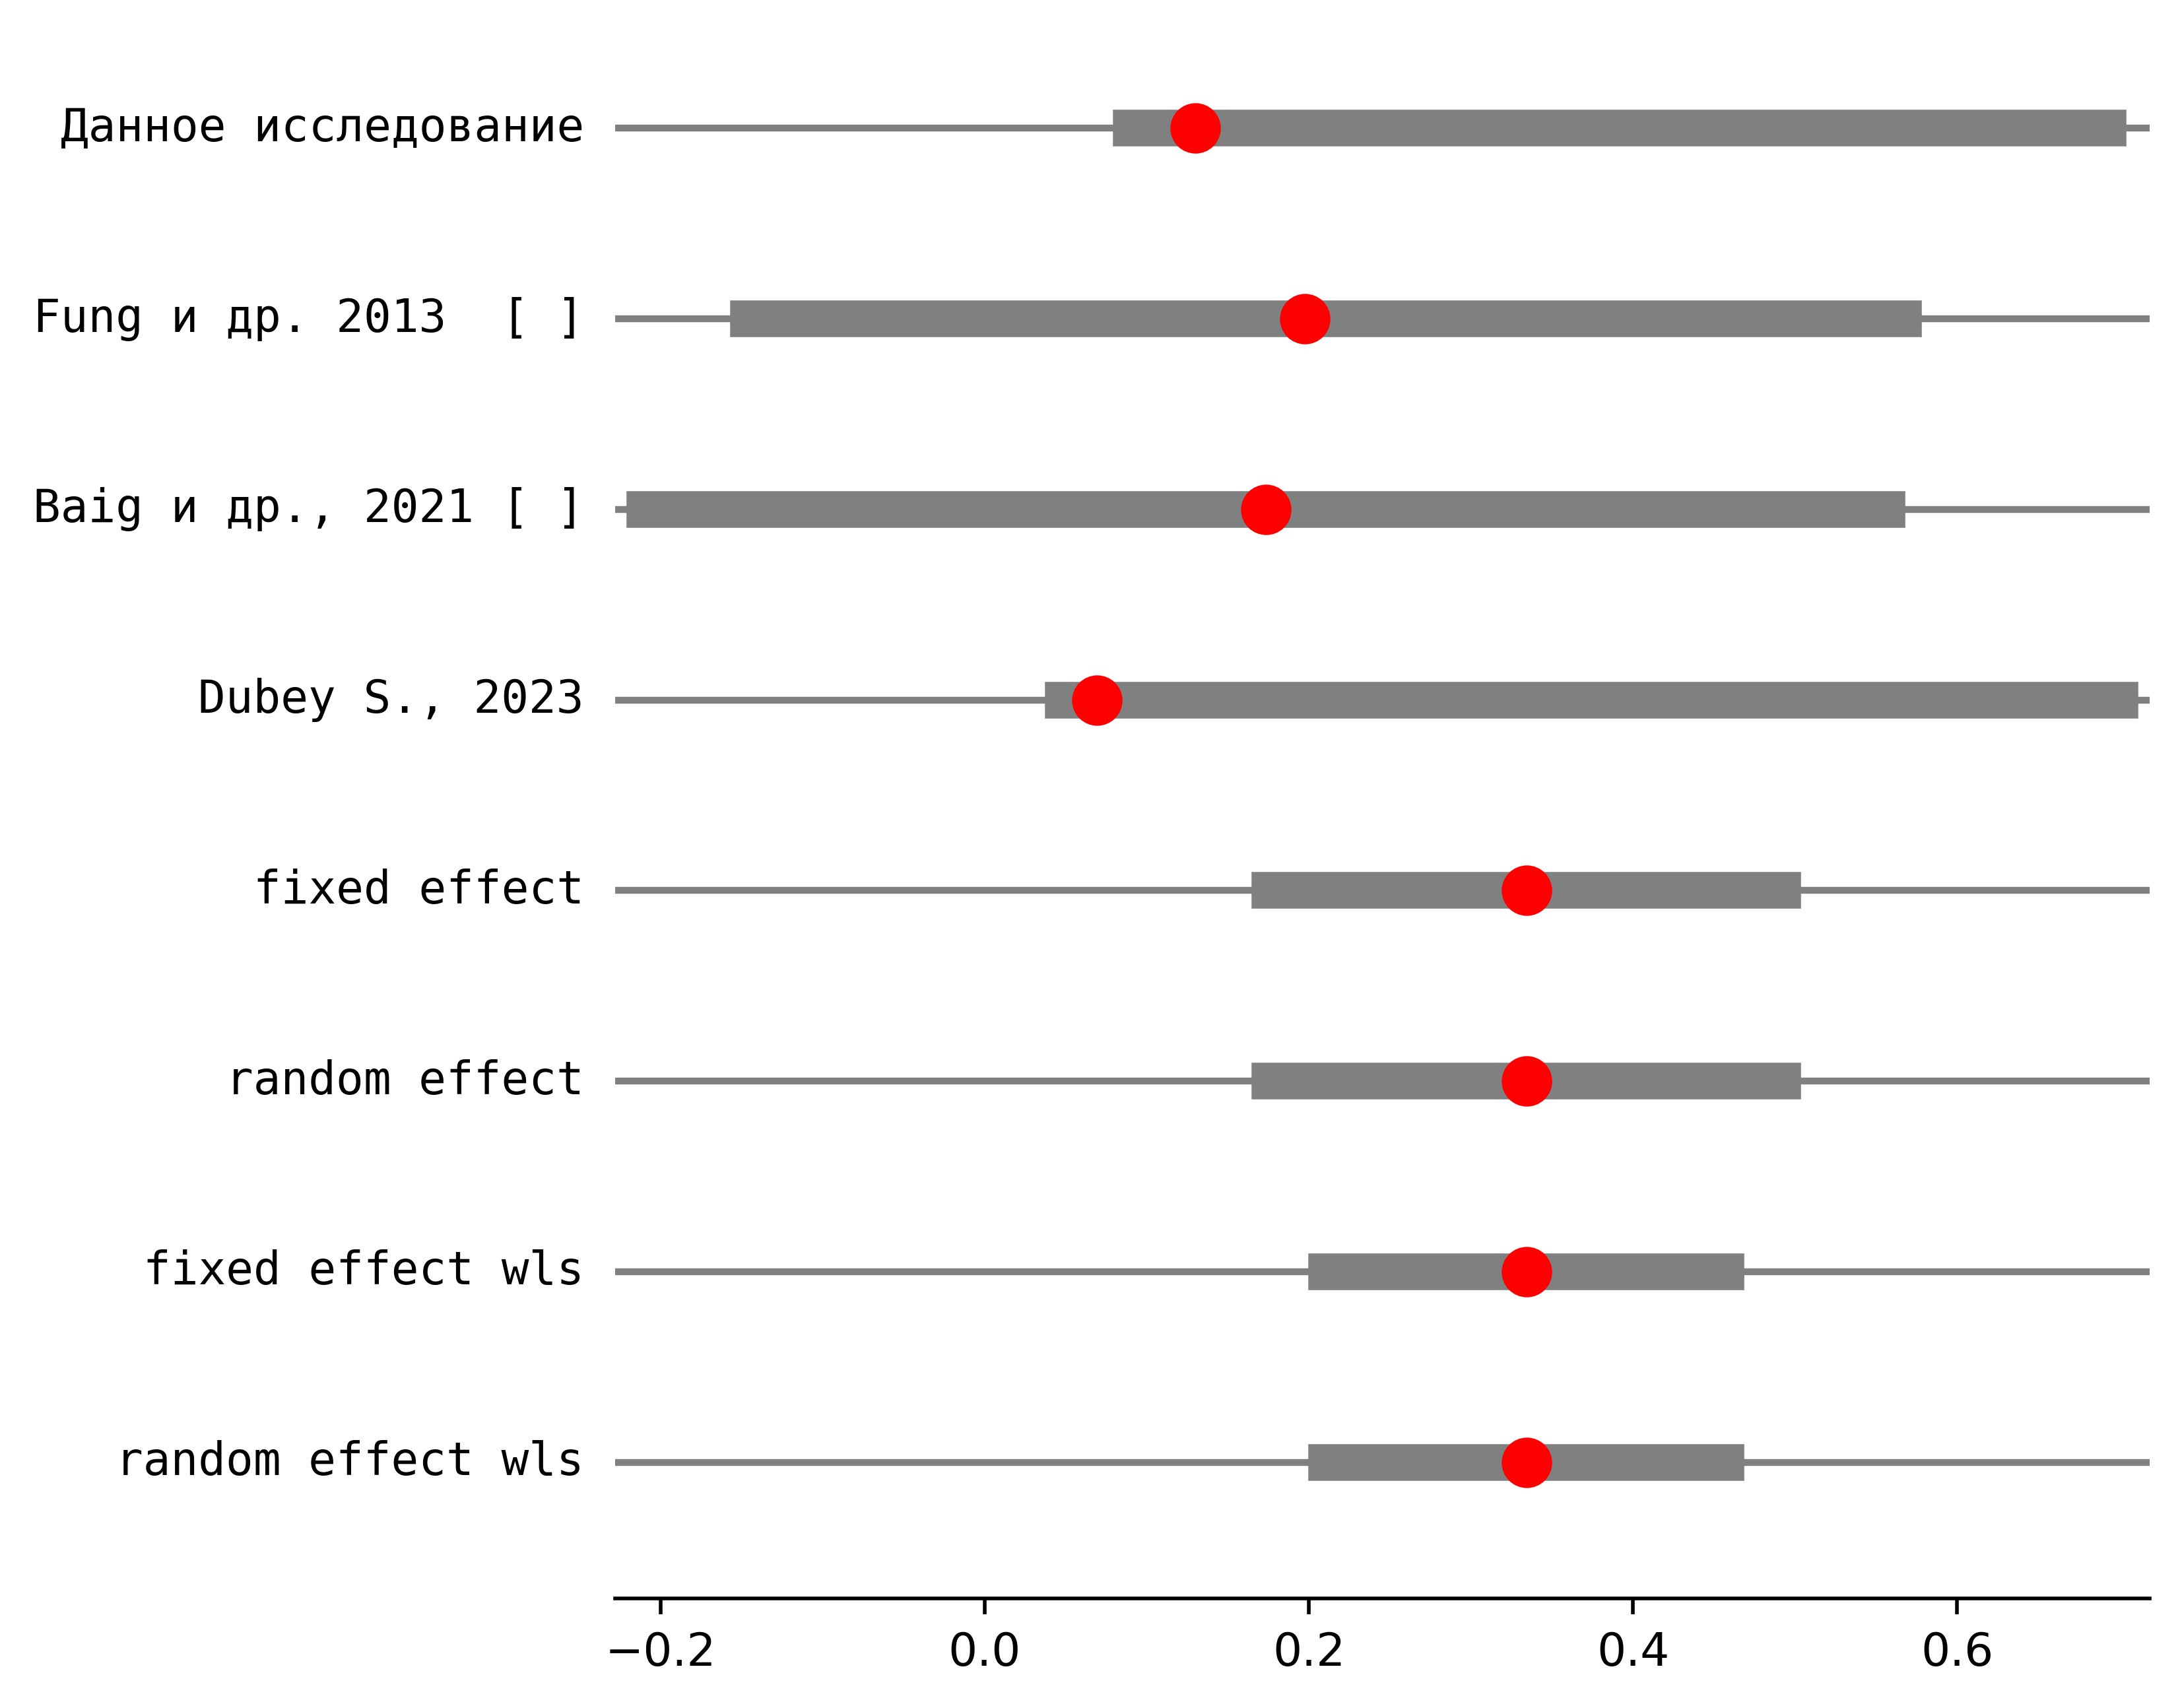 Данное исследование
Fung и др. 2013  [ ]
Baig и др., 2021 [ ]
Dubey S., 2023
fixed effect
random effect
fixed effect wls
random effect wls
−0.2 0.0 0.2 0.4 0.6